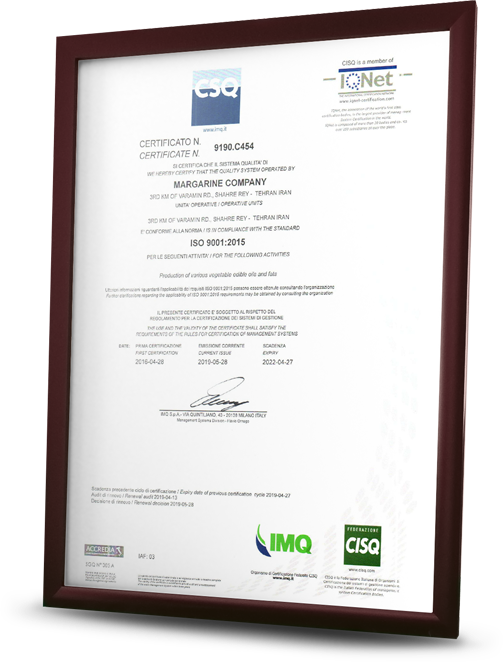 CISQ is a member of
IQNet
CSQ
www.imq.it
CERTIFICATO N.
CERTIFICATE N.
9190.C454
SI CERTIFICA CHE IL SISTEMA QUALITA' DI
WE HEREBY CERTIFY THAT THE QUALITY SYSTEM OPERATED BY
MARGARINE COMPANY
3RD KM OF VARAMIN RD., SHAHRE REY - TEHRAN IRAN
UNITA' OPERATIVE / OPERATIVE UNITS
3RD KM OF VARAMIN RD., SHAHRE REY - TEHRAN IRAN
E' CONFORME ALLA NORMA / IS IN COMPLIANCE WITH THE STANDARD
ISO 9001:2015
PER LE SEGUENTI ATTIVITA' / FOR THE FOLLOWING ACTIVITIES
Production of various vegetable edible oils and fats
Ulteriori informazioni riguardanti l'applicabilità dei requisiti ISO 9001:2015 possono essere ottenute consultando l'organizzazione
Further clarifications regarding the applicability of ISO 9001:2015 requirements may be obtained by consulting the organization
IL PRESENTE CERTIFICATO E' SOGGETTO AL RISPETTO DEL
REGOLAMENTO PER LA CERTIFICAZIONE DEI SISTEMI DI GESTIONE
THE USE AND THE VALIDITY OF THE CERTIFICATE SHALL SATISFY THE
REQUIREMENTS OF THE RULES FOR CERTIFICATION OF MANAGEMENT SYSTEMS
DATE: PRIMA CERTIFICAZIONE EMISSIONE CORRENTE SCADENZA
FIRST CERTIFICATION CURRENT ISSUE EXPIRY
2016-04-28 2019-05-28 2022-04-27
IMQ S.p.A.- VIA QUINTILIANO, 43 - 20138 MILANO ITALY
Management Systems Division - Flavio Ornago
Scadenza precedente ciclo di certificazione / Expiry date of previous certification cycle 2019-04-27
Audit di rinnovo / Renewal audit 2019-04-13
Decisione di rinnovo / Renewal decision 2019-05-28
IMQ
FEDERAZIONE
CISQ
www.cisq.com
ACCREDIA
IAF: 03
Organismo di Certificazione Federato CISQ
www.imq.it